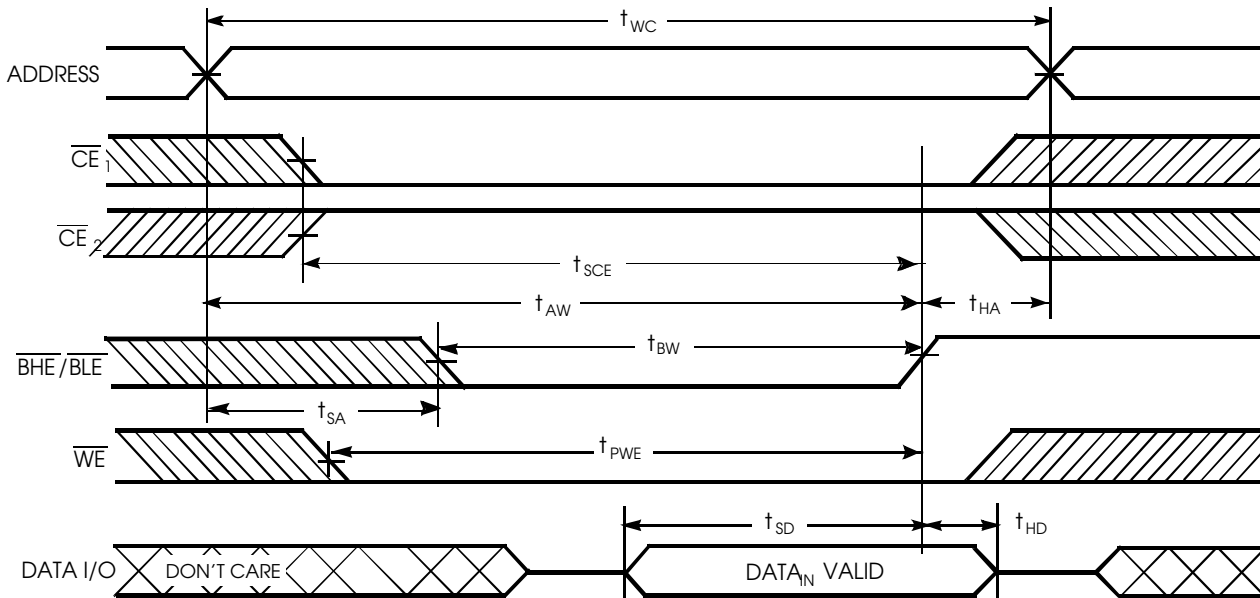 tWC
ADDRESS
CE1
CE2
tSCE
tAW
tHA
tBW
BHE/BLE
tSA
WE
tPWE
tSD
tHD
DATA I/O
DON'T CARE
DATAIN VALID